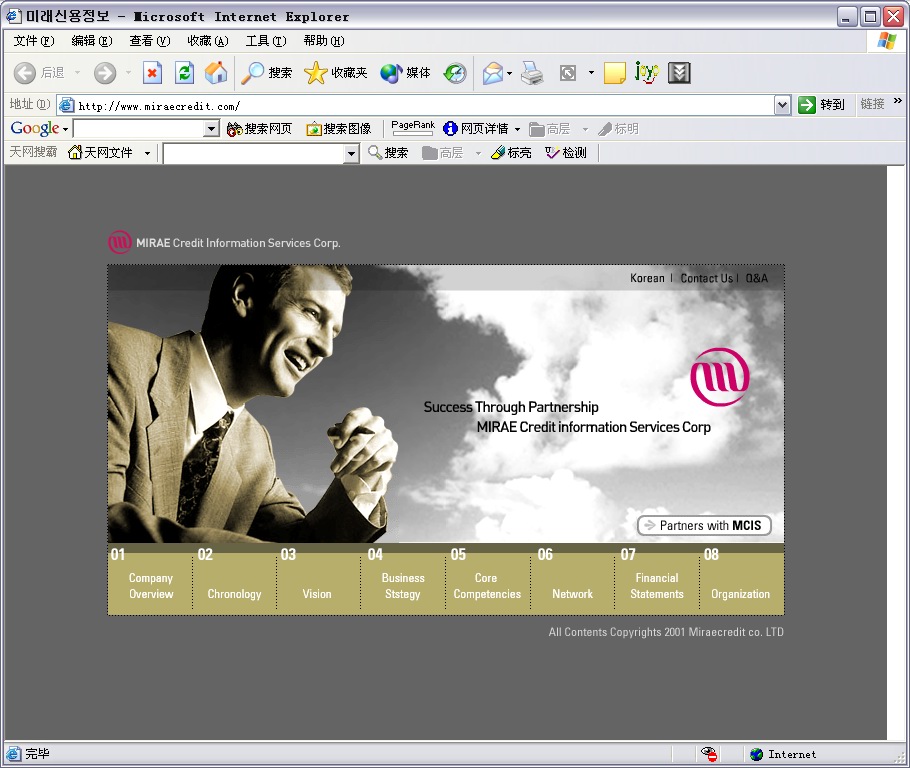 미래신용정보 - Microsoft Internet Explorer
文件(F) 编辑(E) 查看(V) 收藏(A) 工具(T) 帮助(H)
后退 搜索 收藏夹 媒体 joy
地址(D) http://www.miraecredit.com/ 转到 链接 »
Google 搜索网页 搜索图像 PageRank 网页详情 高层 标明
天网搜霸 天网文件 搜索 高层 标亮 检测
MIRAE Credit Information Services Corp.
Korean | Contact Us | Q&A
Success Through Partnership
MIRAE Credit information Services Corp
Partners with MCIS
01 02 03 04 05 06 07 08
Company Overview
Chronology
Vision
Business Ststegy
Core Competencies
Network
Financial Statements
Organization
All Contents Copyrights 2001 Miraecredit co. LTD
完毕 Internet